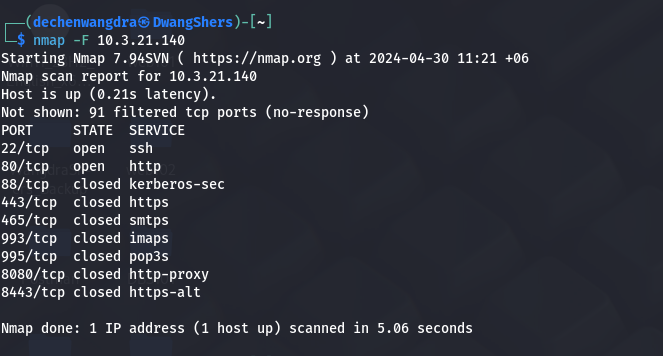 ┌──(dechenwangdra㉿DwangShers)-[~]
└─$ nmap -F 10.3.21.140
Starting Nmap 7.94SVN ( https://nmap.org ) at 2024-04-30 11:21 +06
Nmap scan report for 10.3.21.140
Host is up (0.21s latency).
Not shown: 91 filtered tcp ports (no-response)
PORT     STATE  SERVICE
22/tcp   open   ssh
80/tcp   open   http
88/tcp   closed kerberos-sec
443/tcp  closed https
465/tcp  closed smtps
993/tcp  closed imaps
995/tcp  closed pop3s
8080/tcp closed http-proxy
8443/tcp closed https-alt

Nmap done: 1 IP address (1 host up) scanned in 5.06 seconds